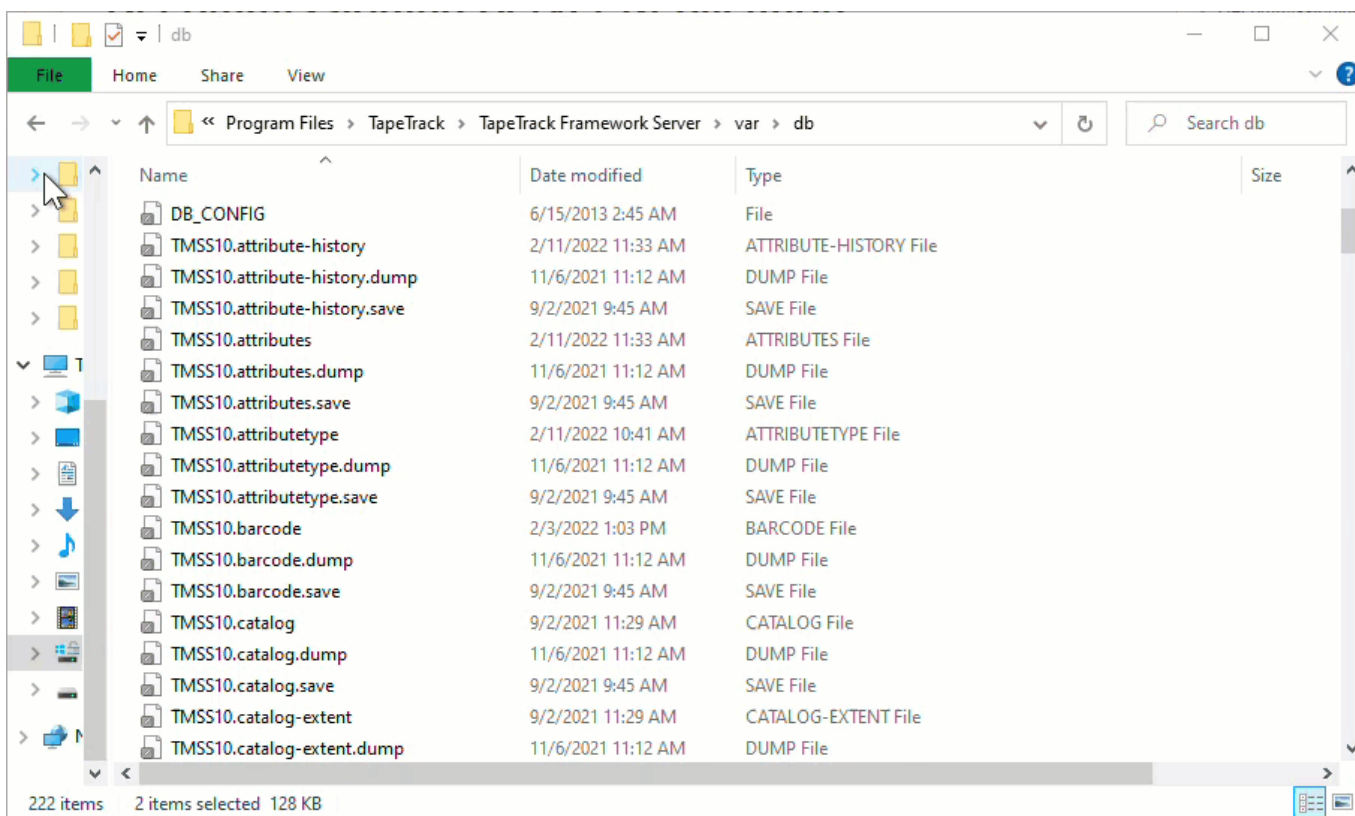 db
File Home Share View
« Program Files > TapeTrack > TapeTrack Framework Server > var > db
Search db
Name Date modified Type Size
DB_CONFIG 6/15/2013 2:45 AM File
TMSS10.attribute-history 2/11/2022 11:33 AM ATTRIBUTE-HISTORY File
TMSS10.attribute-history.dump 11/6/2021 11:12 AM DUMP File
TMSS10.attribute-history.save 9/2/2021 9:45 AM SAVE File
TMSS10.attributes 2/11/2022 11:33 AM ATTRIBUTES File
TMSS10.attributes.dump 11/6/2021 11:12 AM DUMP File
TMSS10.attributes.save 9/2/2021 9:45 AM SAVE File
TMSS10.attributetype 2/11/2022 10:41 AM ATTRIBUTETYPE File
TMSS10.attributetype.dump 11/6/2021 11:12 AM DUMP File
TMSS10.attributetype.save 9/2/2021 9:45 AM SAVE File
TMSS10.barcode 2/3/2022 1:03 PM BARCODE File
TMSS10.barcode.dump 11/6/2021 11:12 AM DUMP File
TMSS10.barcode.save 9/2/2021 9:45 AM SAVE File
TMSS10.catalog 9/2/2021 11:29 AM CATALOG File
TMSS10.catalog.dump 11/6/2021 11:12 AM DUMP File
TMSS10.catalog.save 9/2/2021 9:45 AM SAVE File
TMSS10.catalog-extent 9/2/2021 11:29 AM CATALOG-EXTENT File
TMSS10.catalog-extent.dump 11/6/2021 11:12 AM DUMP File
222 items 2 items selected 128 KB